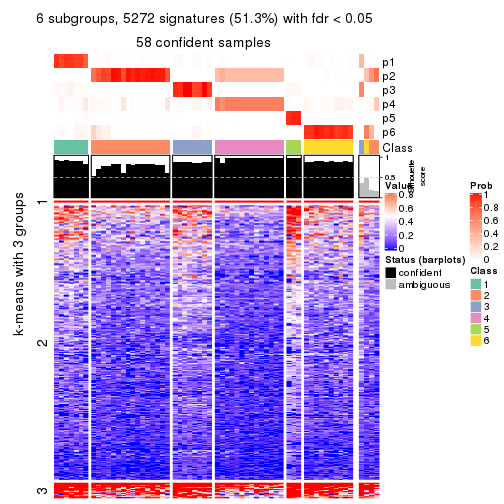 6 subgroups, 5272 signatures (51.3%) with fdr < 0.05
58 confident samples
p1
p2
p3
p4
p5
p6
Class
1
0.5
0
silhouette
score
k-means with 3 groups
1
2
3
Value
0.8
0.6
0.4
0.2
0
Status (barplots)
confident
ambiguous
Prob
1
0.8
0.6
0.4
0.2
0
Class
1
2
3
4
5
6